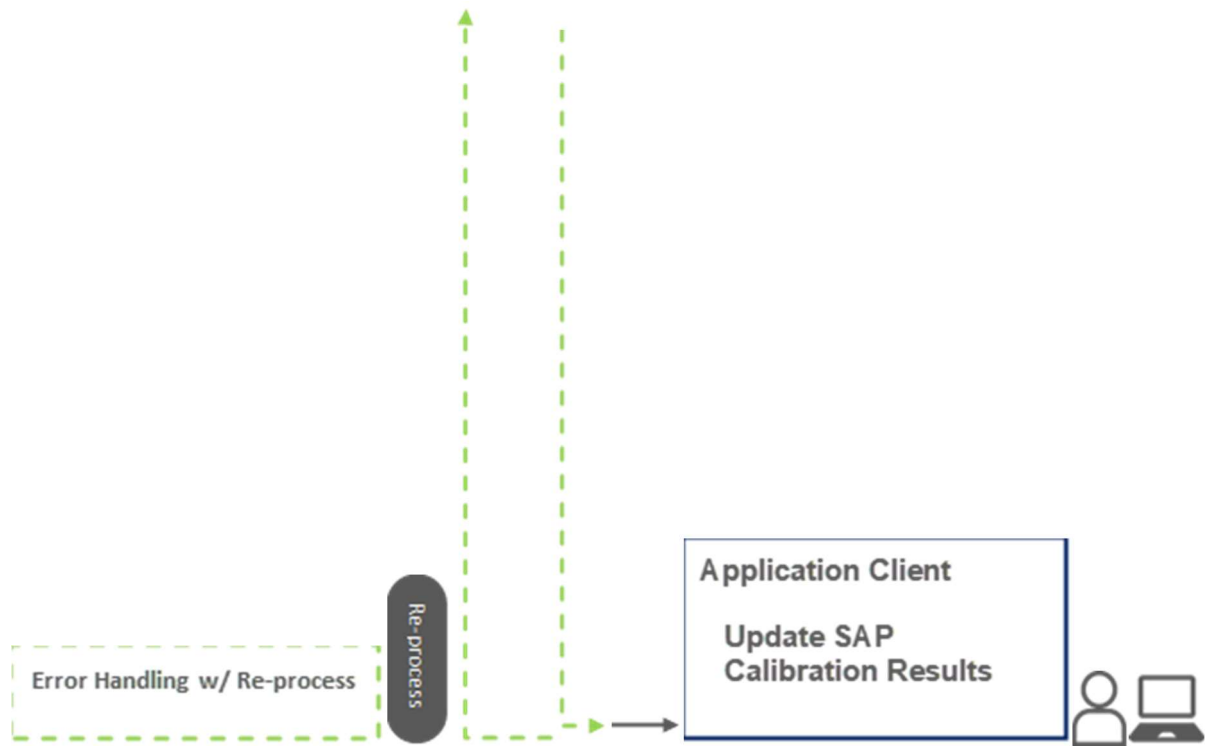 Application Client
Update SAP
Calibration Results
Re-process
Error Handling w/ Re-process